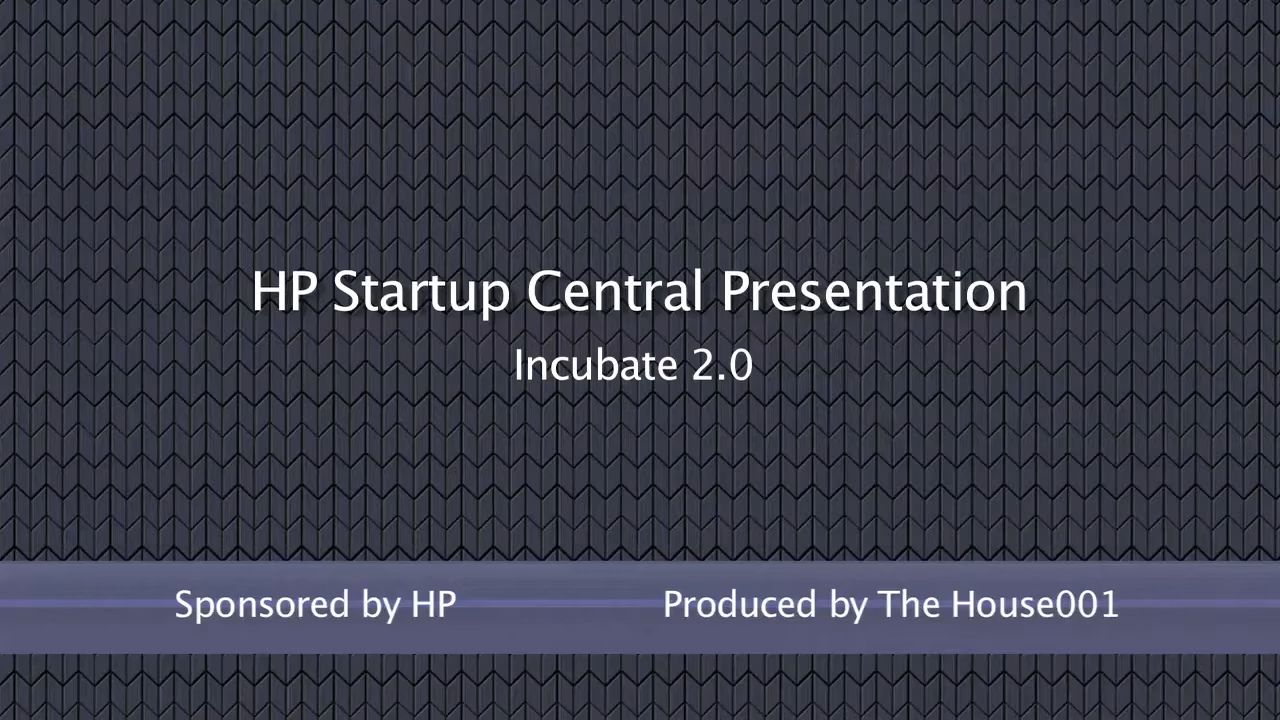 HP Startup Central Presentation
Incubate 2.0
Sponsored by HP
Produced by The House001